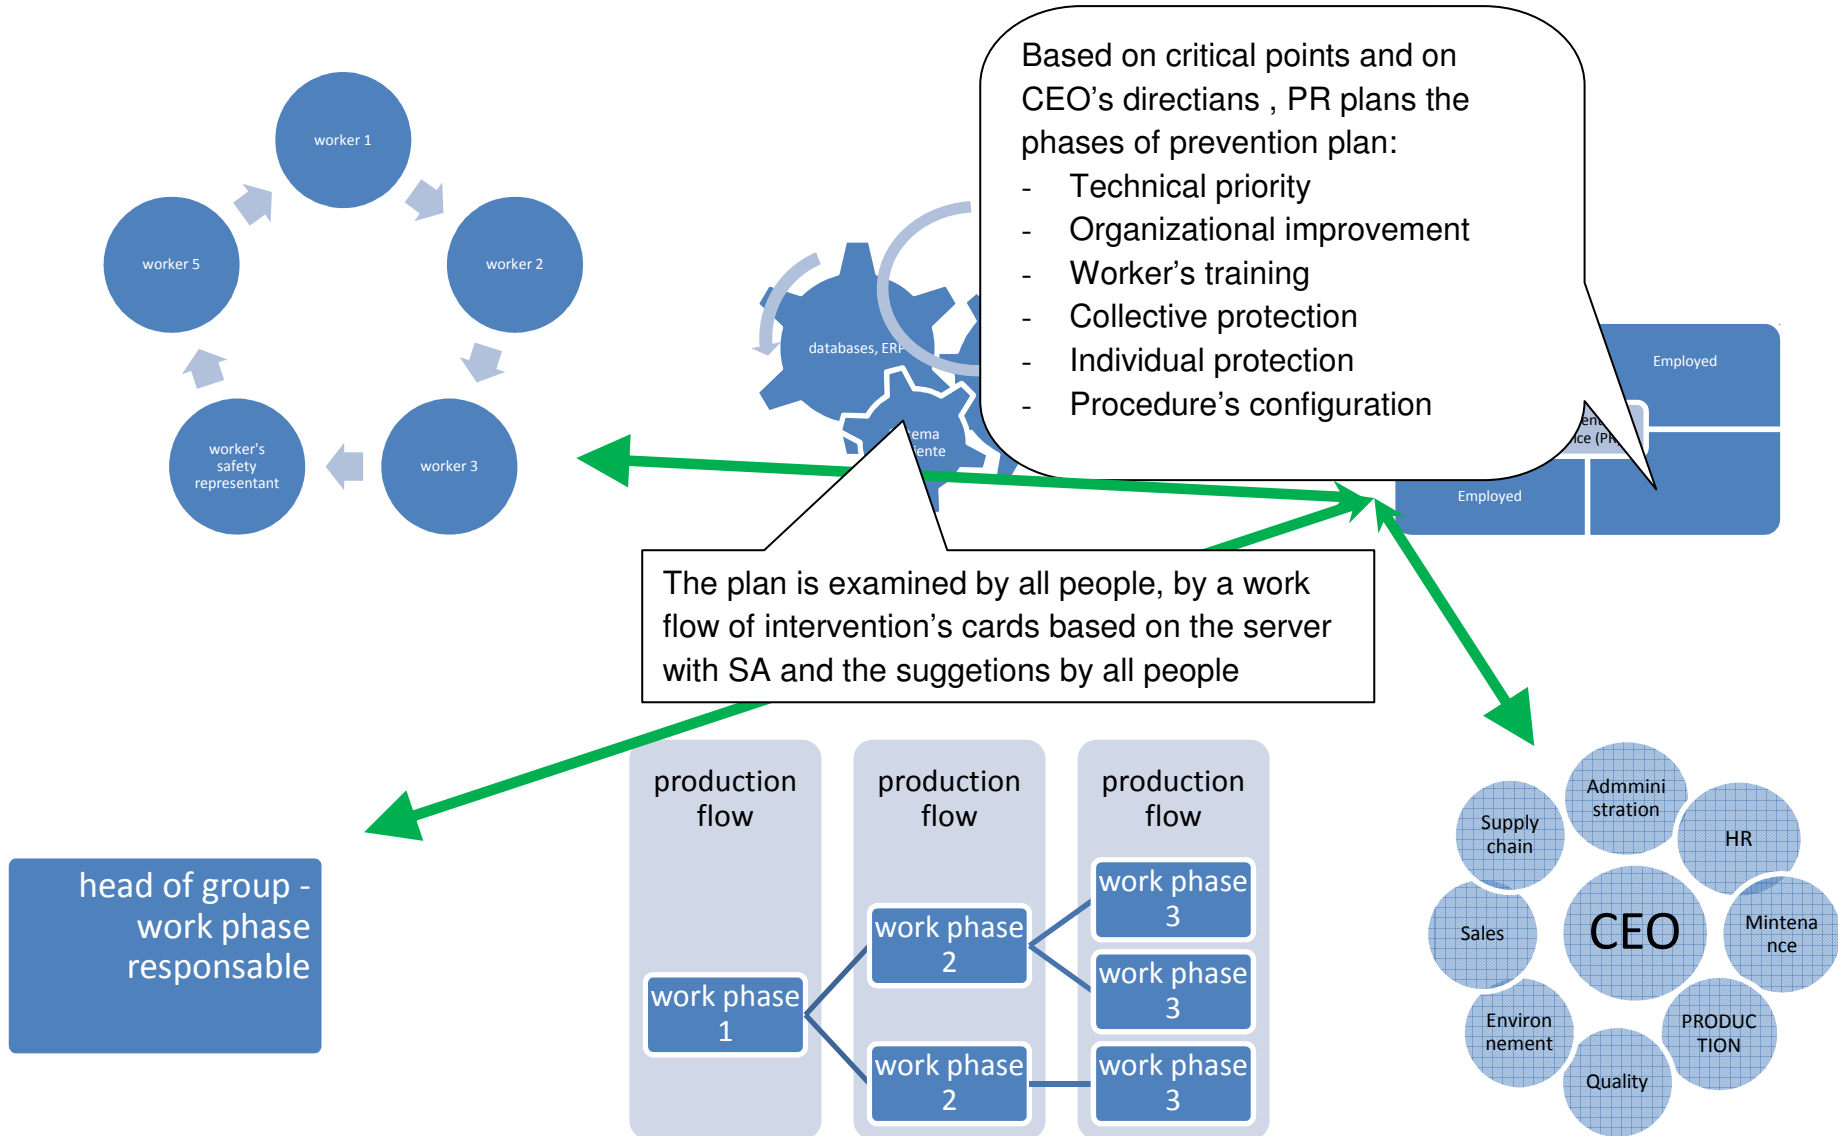 worker 1
worker 2
worker 3
worker's
safety
representant
worker 5
databases, ERP
Based on critical points and on
CEO's directians , PR plans the
phases of prevention plan:
- Technical priority
- Organizational improvement
- Worker's training
- Collective protection
- Individual protection
- Procedure's configuration
Employed
(PR)
Employed
The plan is examined by all people, by a work
flow of intervention's cards based on the server
with SA and the suggetions by all people
head of group -
work phase
responsable
production
flow
production
flow
production
flow
work phase
1
work phase
2
work phase
2
work phase
3
work phase
3
work phase
3
CEO
Admmini
stration
HR
Mintena
nce
PRODUC
TION
Quality
Environ
nement
Sales
Supply
chain